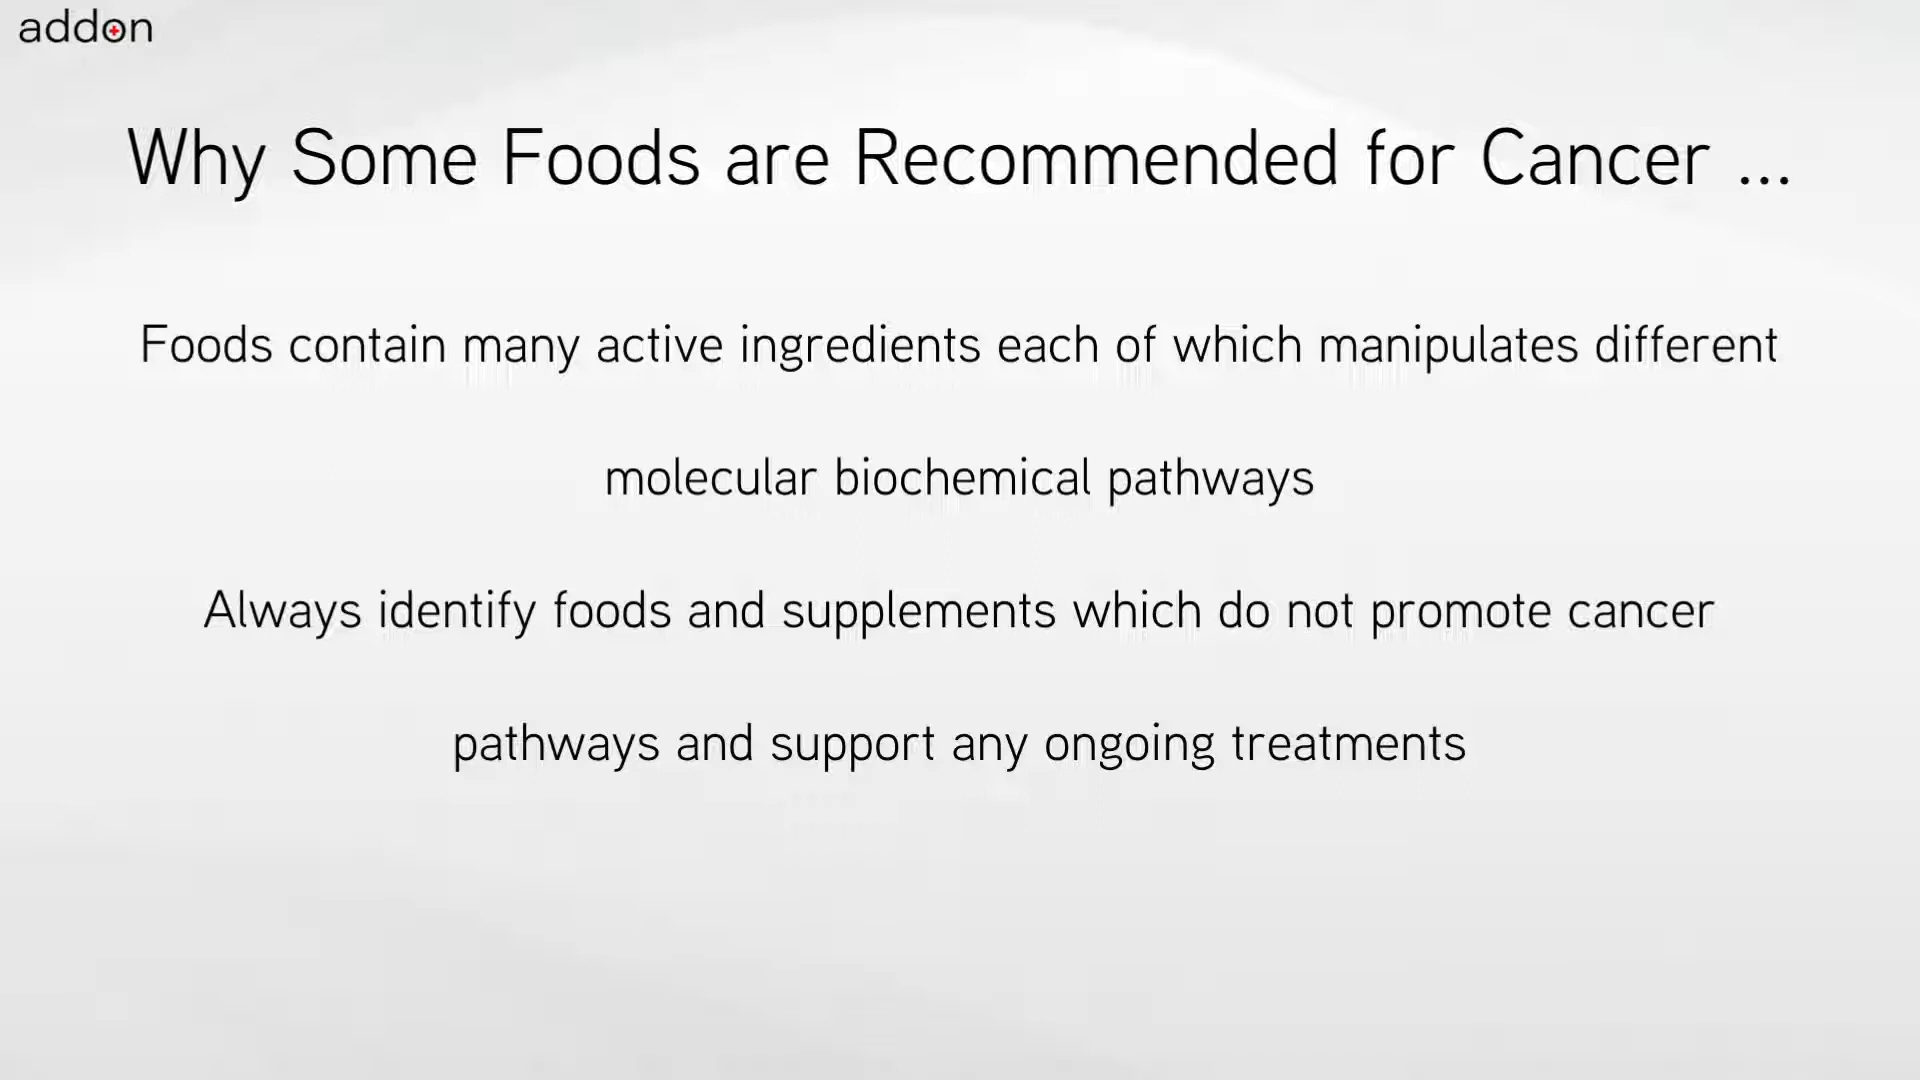 addon
Why Some Foods are Recommended for Cancer ...
Foods contain many active ingredients each of which manipulates different
molecular biochemical pathways
Always identify foods and supplements which do not promote cancer
pathways and support any ongoing treatments